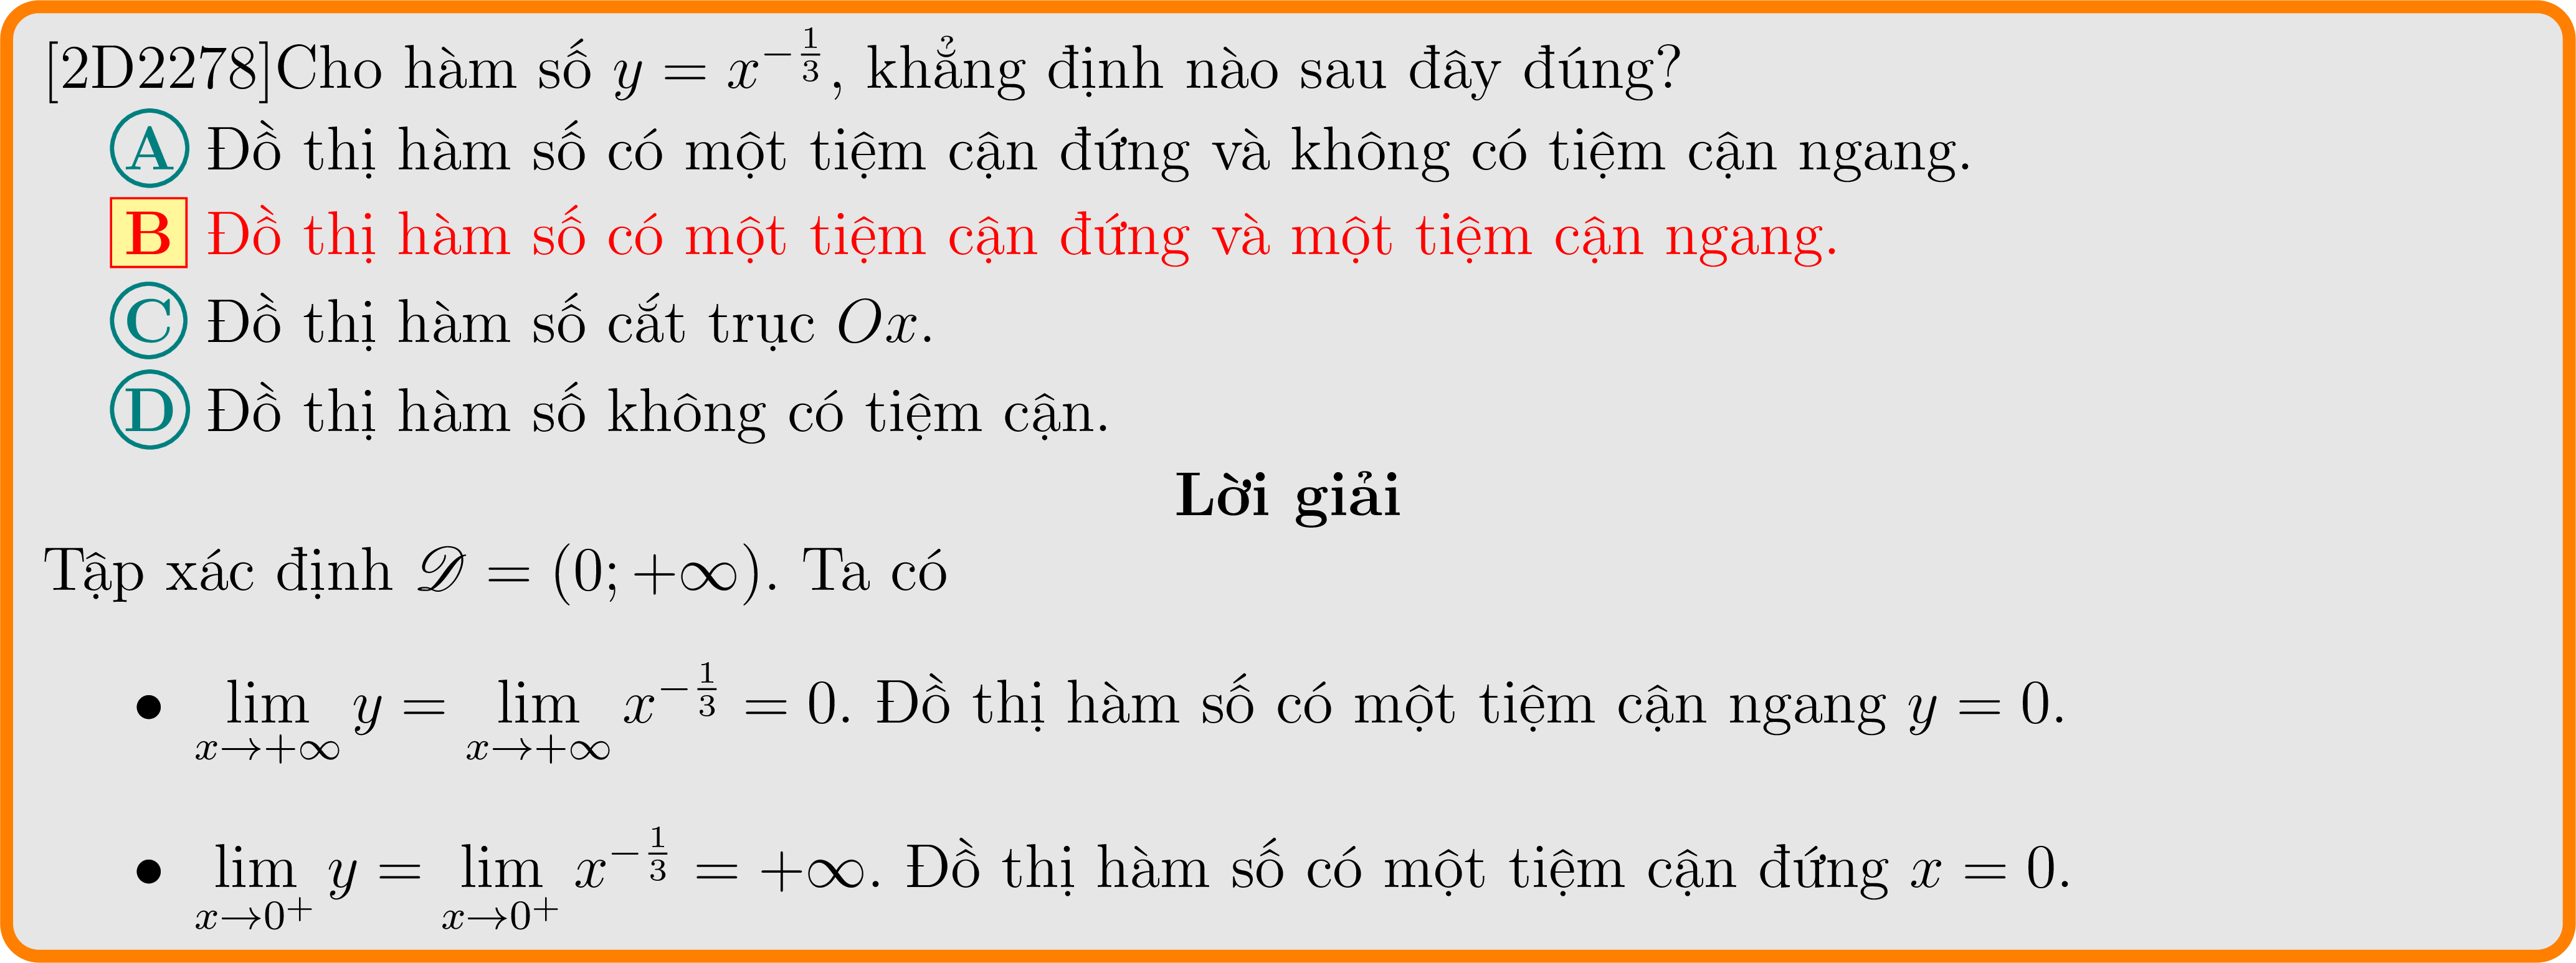 [2D2278]Cho hàm số $y = x^{-\frac{1}{3}}$, khẳng định nào sau đây đúng?
A Đồ thị hàm số có một tiệm cận đứng và không có tiệm cận ngang.
B Đồ thị hàm số có một tiệm cận đứng và một tiệm cận ngang.
C Đồ thị hàm số cắt trục $Ox$.
D Đồ thị hàm số không có tiệm cận.
Lời giải
Tập xác định $\mathscr{D} = (0; +\infty)$. Ta có
• $\lim\limits_{x \to +\infty} y = \lim\limits_{x \to +\infty} x^{-\frac{1}{3}} = 0$. Đồ thị hàm số có một tiệm cận ngang $y = 0$.
• $\lim\limits_{x \to 0^+} y = \lim\limits_{x \to 0^+} x^{-\frac{1}{3}} = +\infty$. Đồ thị hàm số có một tiệm cận đứng $x = 0$.